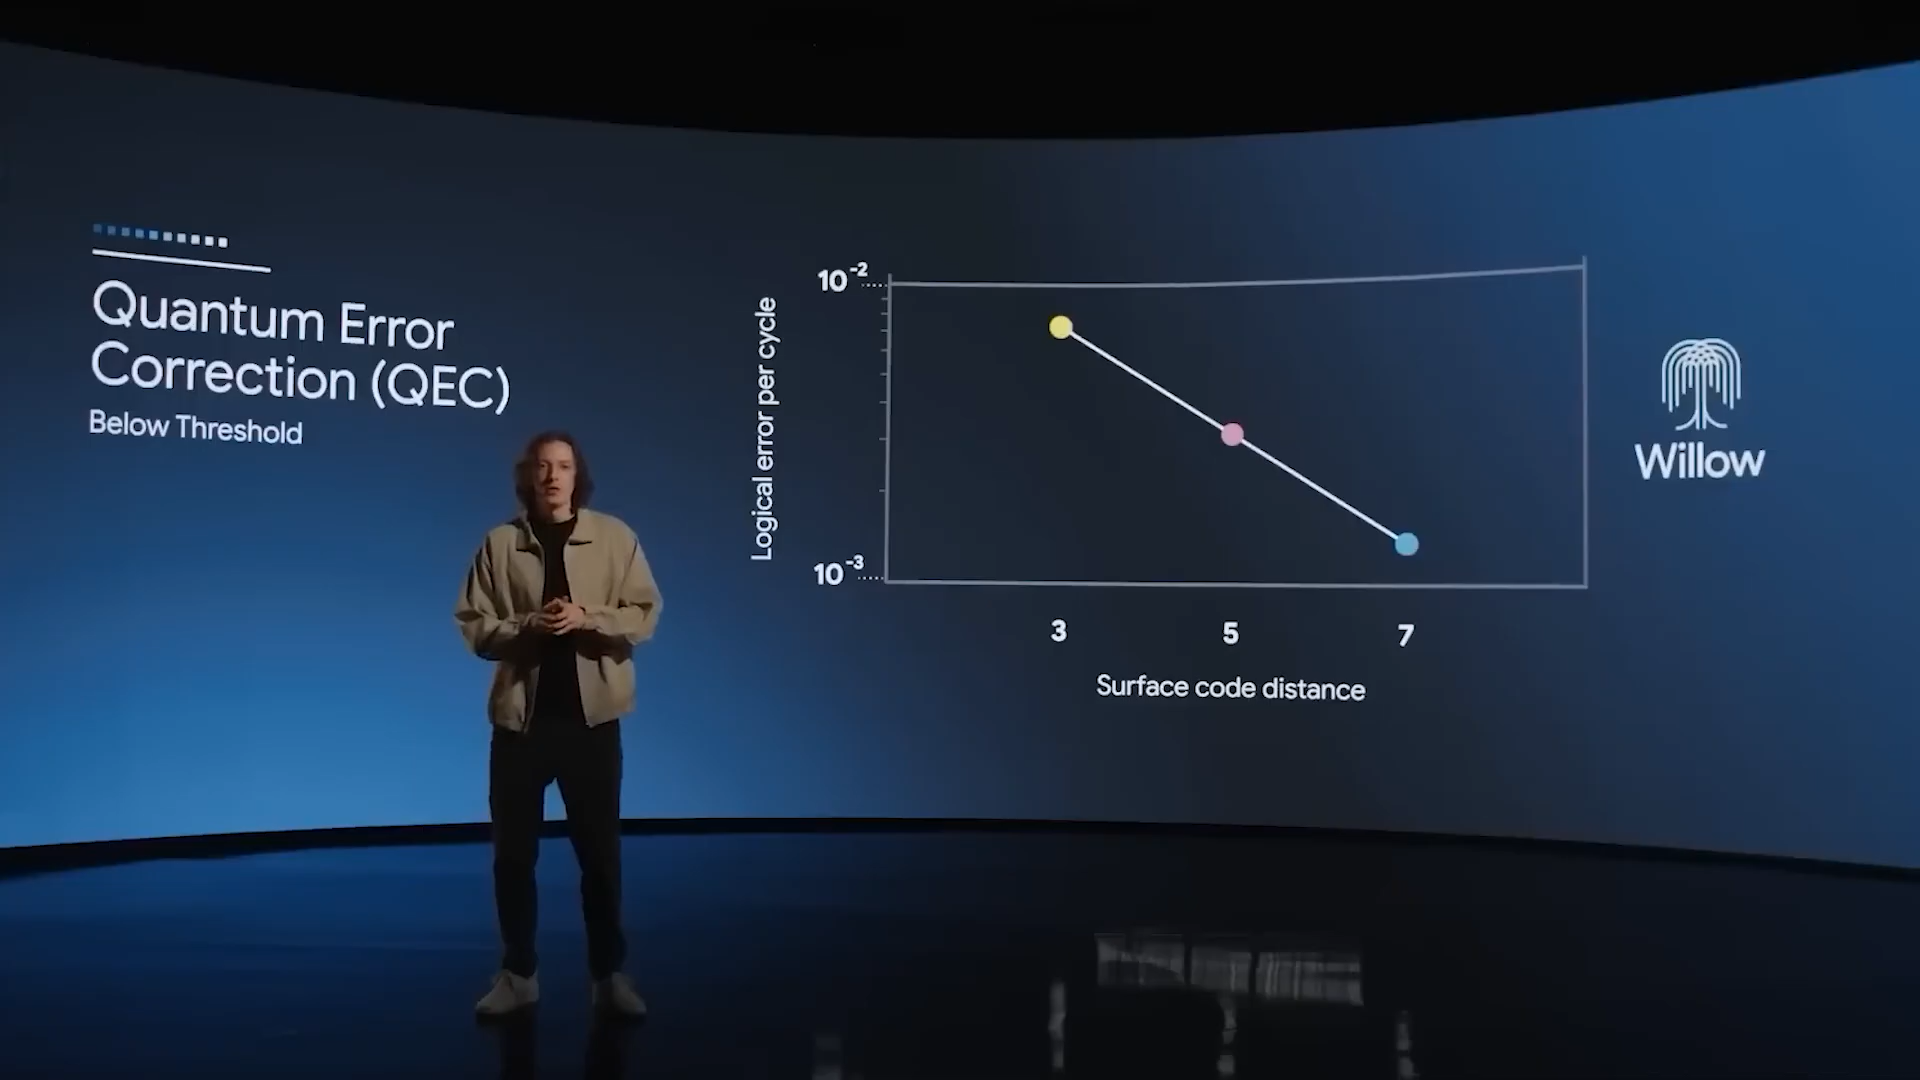 Quantum Error
Correction (QEC)
Below Threshold
10⁻²
Logical error per cycle
10⁻³
3 5 7
Surface code distance
Willow